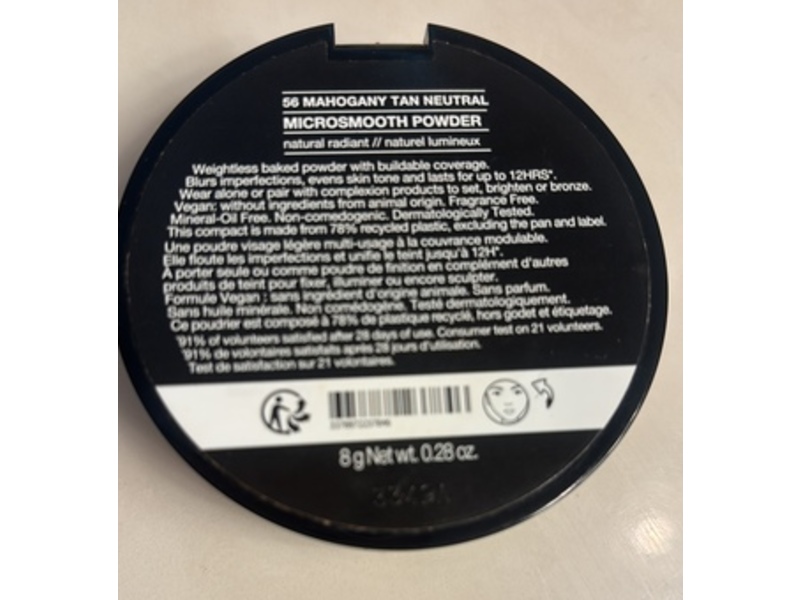 56 MAHOGANY TAN NEUTRAL
MICROSMOOTH POWDER
natural radiant // naturel lumineux
Weightless baked powder with buildable coverage.
Blurs imperfections, evens skin tone and lasts for up to 12HRS*.
Wear alone or pair with complexion products to set, brighten or bronze.
Vegan: without ingredients from animal origin. Fragrance Free.
Mineral-Oil Free. Non-comedogenic. Dermatologically Tested.
This compact is made from 78% recycled plastic, excluding the pan and label.
Une poudre visage légère multi-usage à la couvrance modulable.
Elle floute les imperfections et unifie le teint jusqu'à 12H*.
À porter seule ou comme poudre de finition en complément d'autres
produits de teint pour fixer, illuminer ou encore sculpter.
Formule Vegan : sans ingrédient d'origine animale. Sans parfum.
Sans huile minérale. Non comédogène. Testé dermatologiquement.
Ce poudrier est composé à 78% de plastique recyclé, hors godet et étiquetage.
*91% of volunteers satisfied after 28 days of use. Consumer test on 21 volunteers.
*91% de volontaires satisfaits après 28 jours d'utilisation.
Test de satisfaction sur 21 volontaires.
8 g Net wt. 0.28 oz.